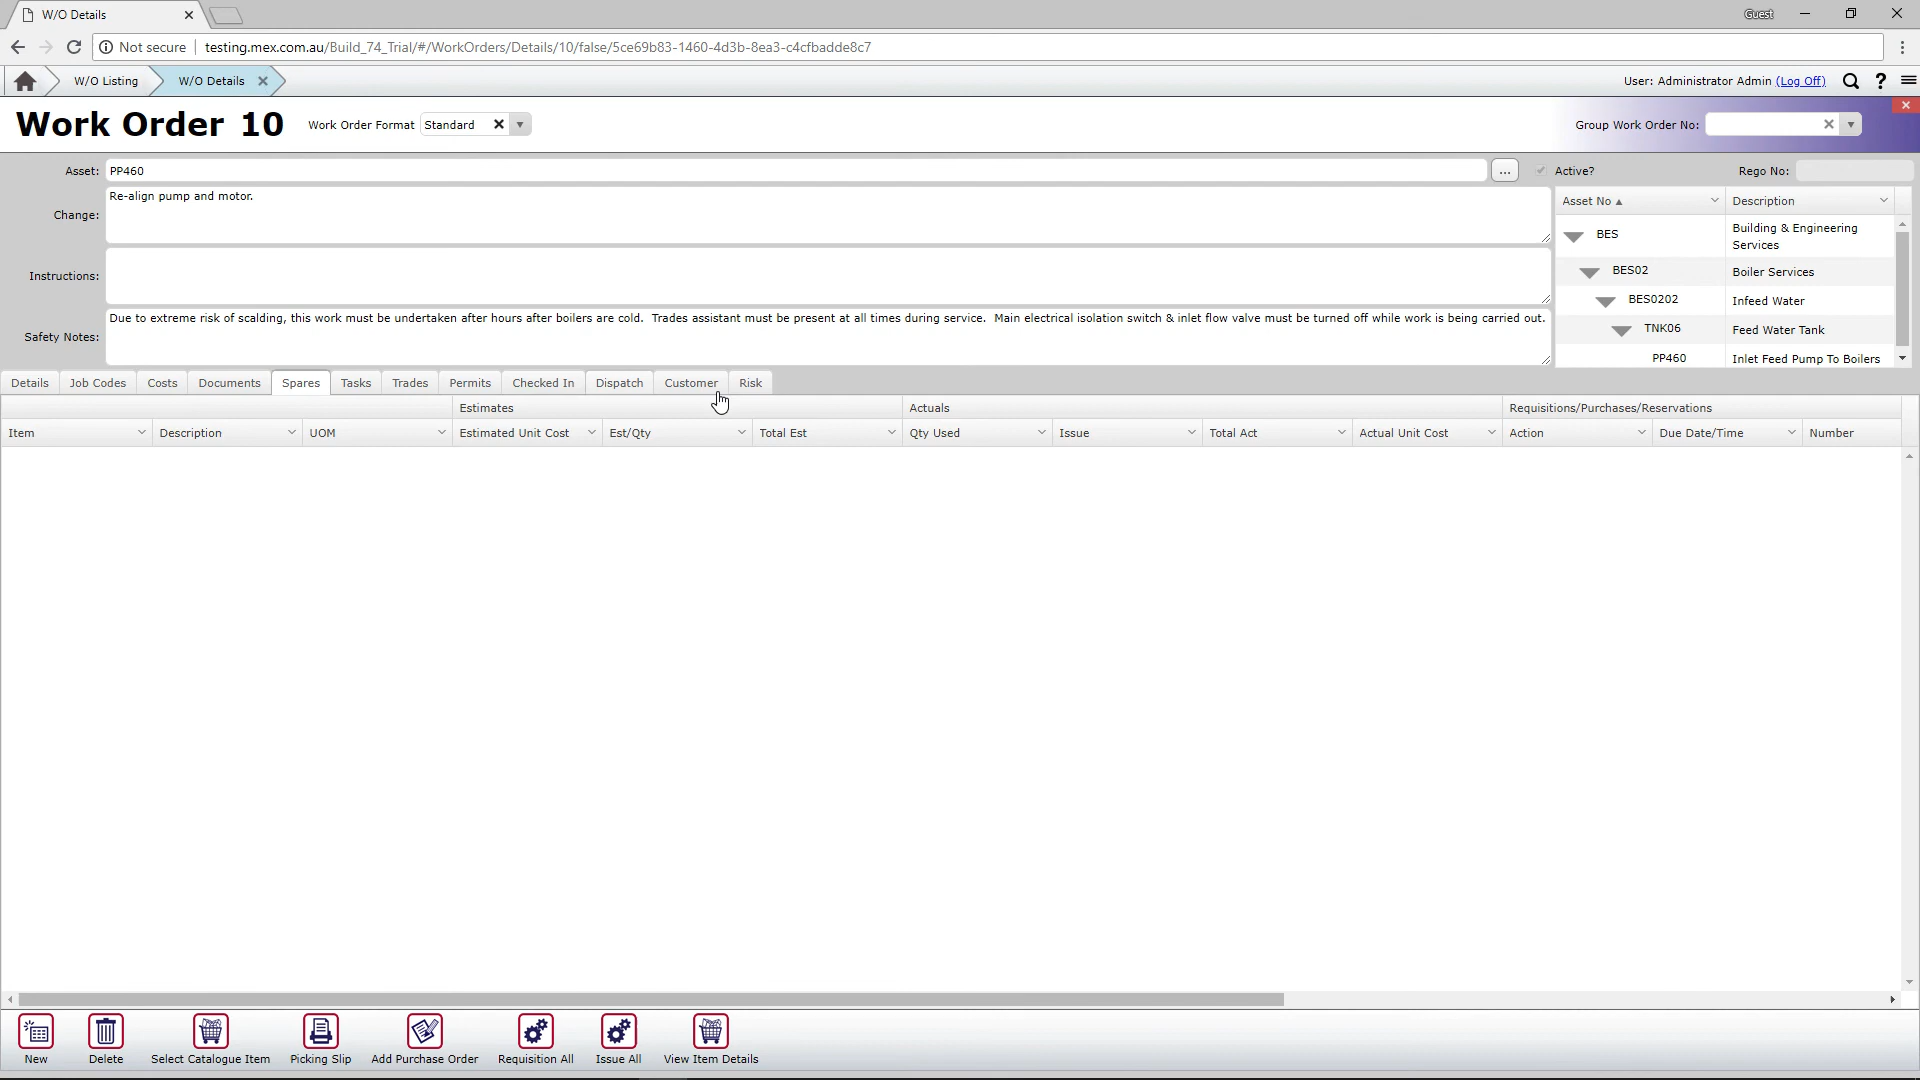 W/O Details
Guest
Not secure
testing.mex.com.au/Build_74_Trial/#/WorkOrders/Details/10/false/5ce69b83-1460-4d3b-8ea3-c4cfbadde8c7
W/O Listing
W/O Details
User: Administrator Admin (Log Off)
Work Order 10
Work Order Format
Standard
Group Work Order No:
Asset:
PP460
Active?
Rego No:
Change:
Re-align pump and motor.
Instructions:
Safety Notes:
Due to extreme risk of scalding, this work must be undertaken after hours after boilers are cold.  Trades assistant must be present at all times during service.  Main electrical isolation switch & inlet flow valve must be turned off while work is being carried out.
Asset No
Description
BES
Building & Engineering
Services
BES02
Boiler Services
BES0202
Infeed Water
TNK06
Feed Water Tank
PP460
Inlet Feed Pump To Boilers
Details
Job Codes
Costs
Documents
Spares
Tasks
Trades
Permits
Checked In
Dispatch
Customer
Risk
Estimates
Actuals
Requisitions/Purchases/Reservations
Item
Description
UOM
Estimated Unit Cost
Est/Qty
Total Est
Qty Used
Issue
Total Act
Actual Unit Cost
Action
Due Date/Time
Number
New
Delete
Select Catalogue Item
Picking Slip
Add Purchase Order
Requisition All
Issue All
View Item Details